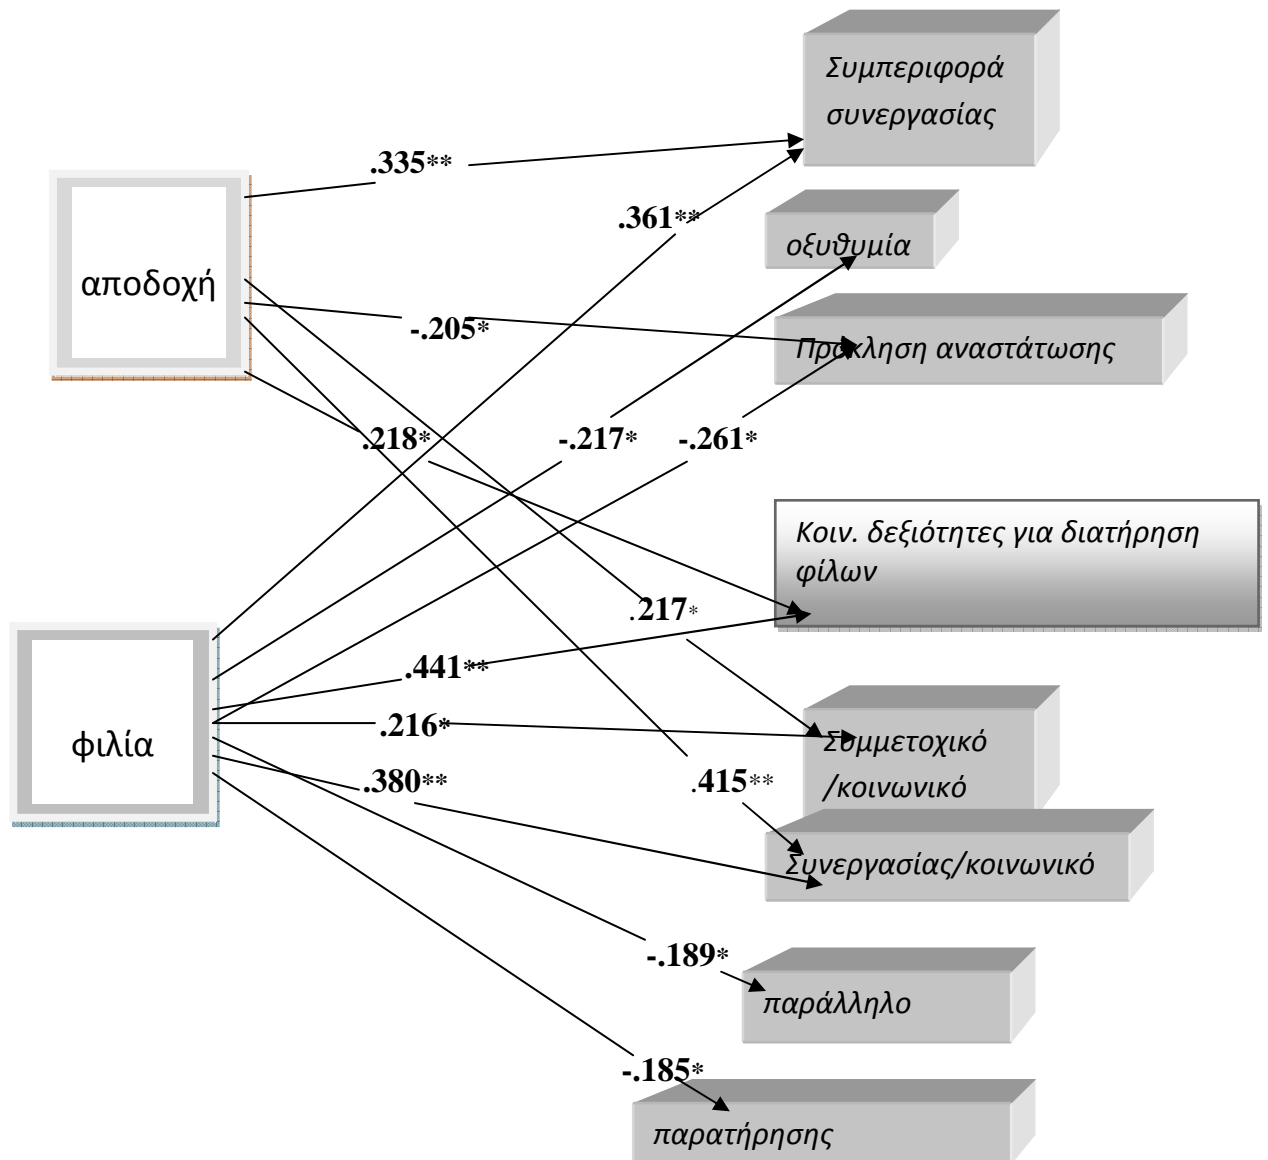 Συμπεριφορά
συνεργασίας
.335**
.361**
οξυθυμία
αποδοχή
-.205*
Πρόκληση αναστάτωσης
.218*
-.217*
-.261*
Κοιν. δεξιότητες για διατήρηση
φίλων
.217*
.441**
.216*
φιλία
Συμμετοχικό
/κοινωνικό
.380**
.415**
Συνεργασίας/κοινωνικό
-.189*
παράλληλο
-.185*
παρατήρησης